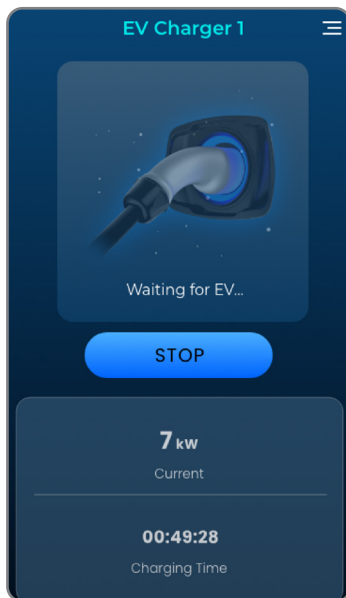 EV Charger 1
Waiting for EV...
STOP
7 kW
Current
00:49:28
Charging Time